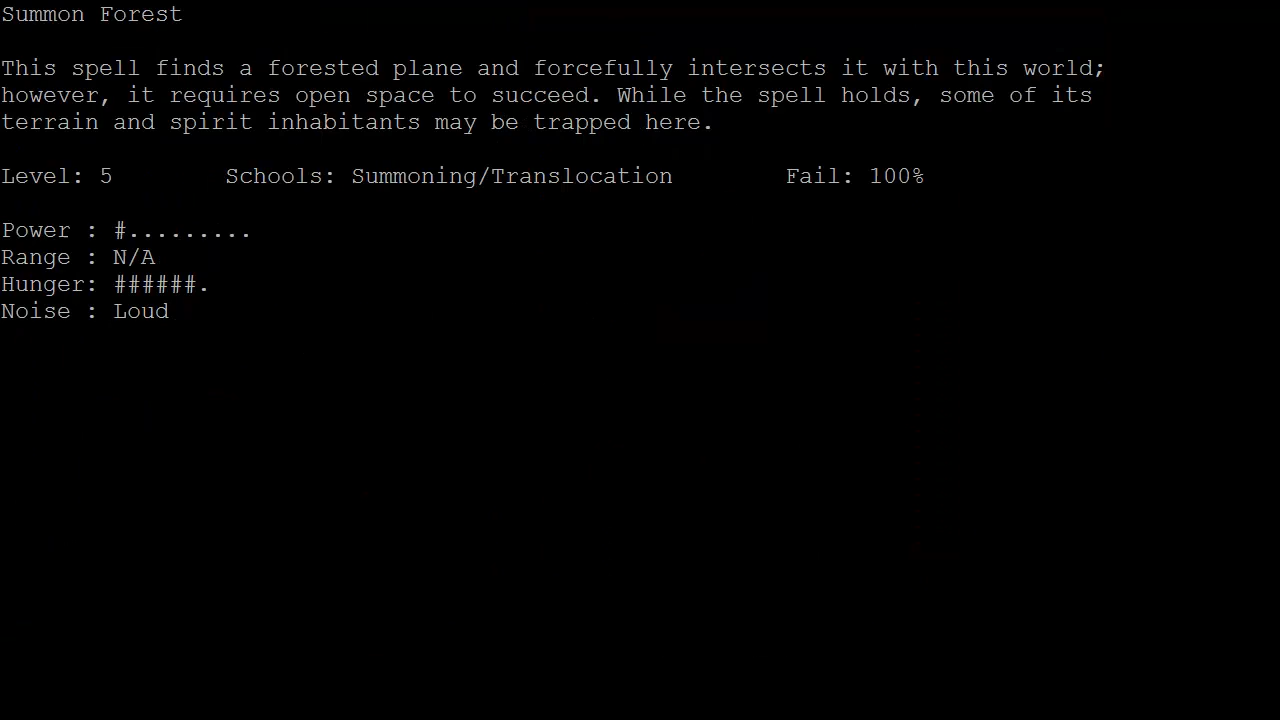 Summon Forest
This spell finds a forested plane and forcefully intersects it with this world;
however, it requires open space to succeed. While the spell holds, some of its
terrain and spirit inhabitants may be trapped here.
Level: 5        Schools: Summoning/Translocation        Fail: 100%
Power : #.........
Range : N/A
Hunger: ######.
Noise : Loud